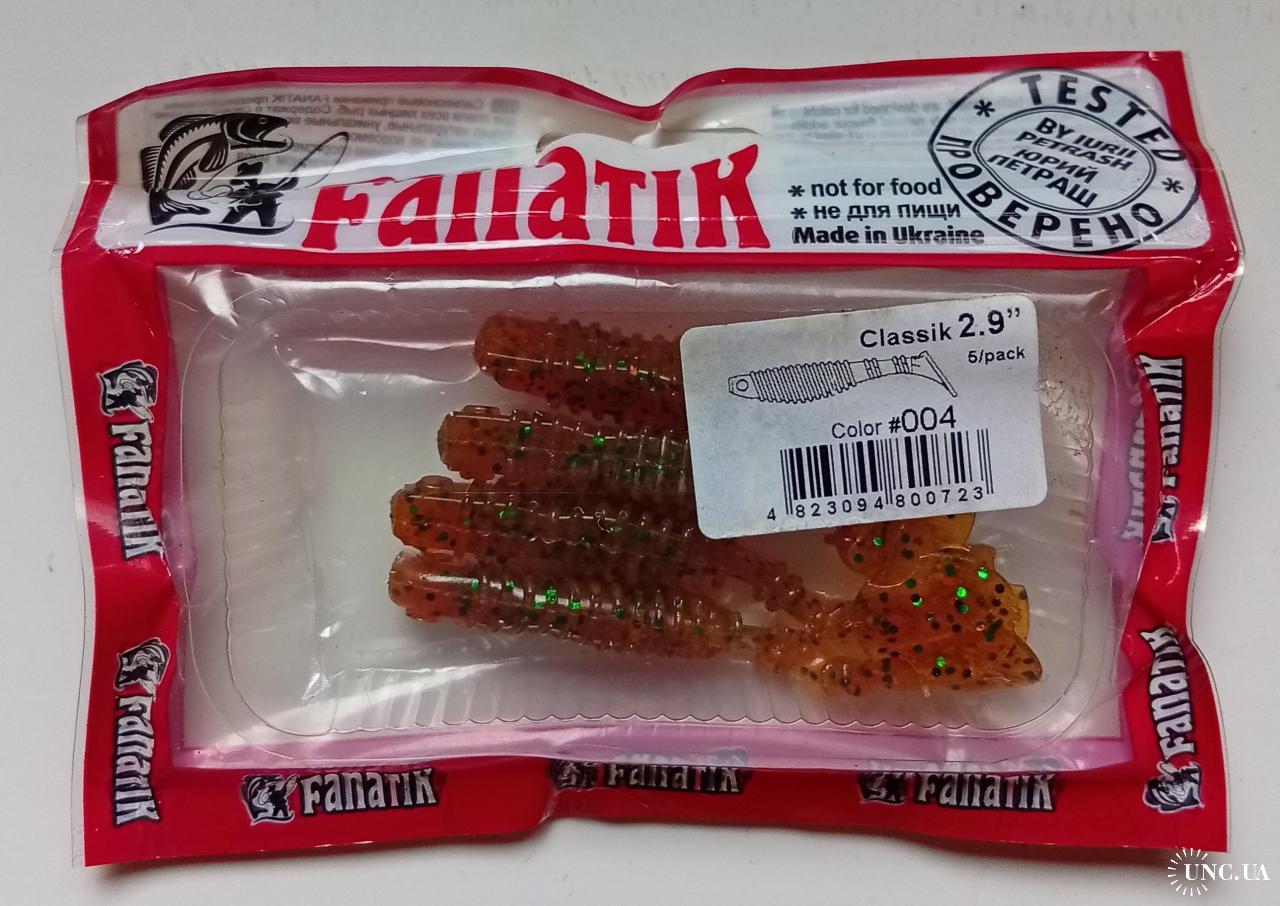 Fanatik
* not for food
* не для пищи
Made in Ukraine
* TESTED *
BY IURII
PETRASH
ЮРИЙ
ПЕТРАШ
ПРОВЕРЕНО
Classik 2.9”
5/pack
Color #004
4 823094 800723
Fanatik
Fanatik
Fanatik
Fanatik
Fanatik
Fanatik
Fanatik
UNC.UA